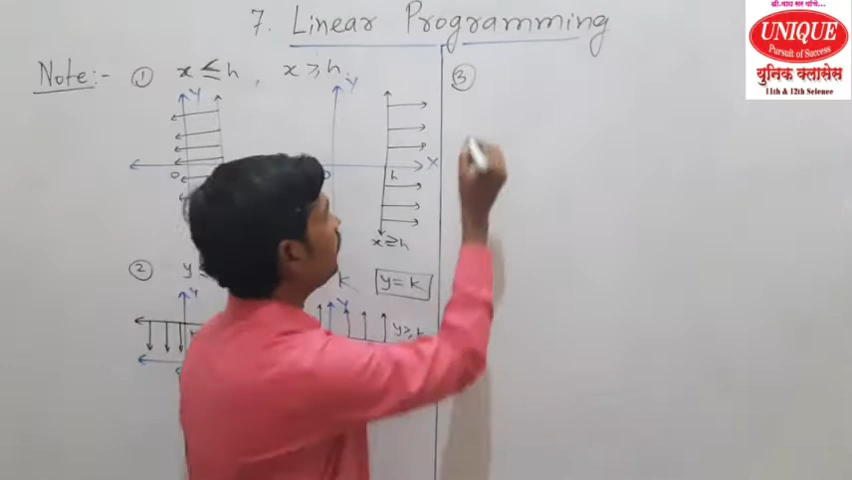 7. Linear Programming
Note:- ① x ≤ h , x ≥ h
Y
Y
X
O
h
x ≥ h
② y
k
y = k
Y
Y
y ≥ k
③
UNIQUE
(Pursuit of Success)
युनिक क्लासेस
11th & 12th Science